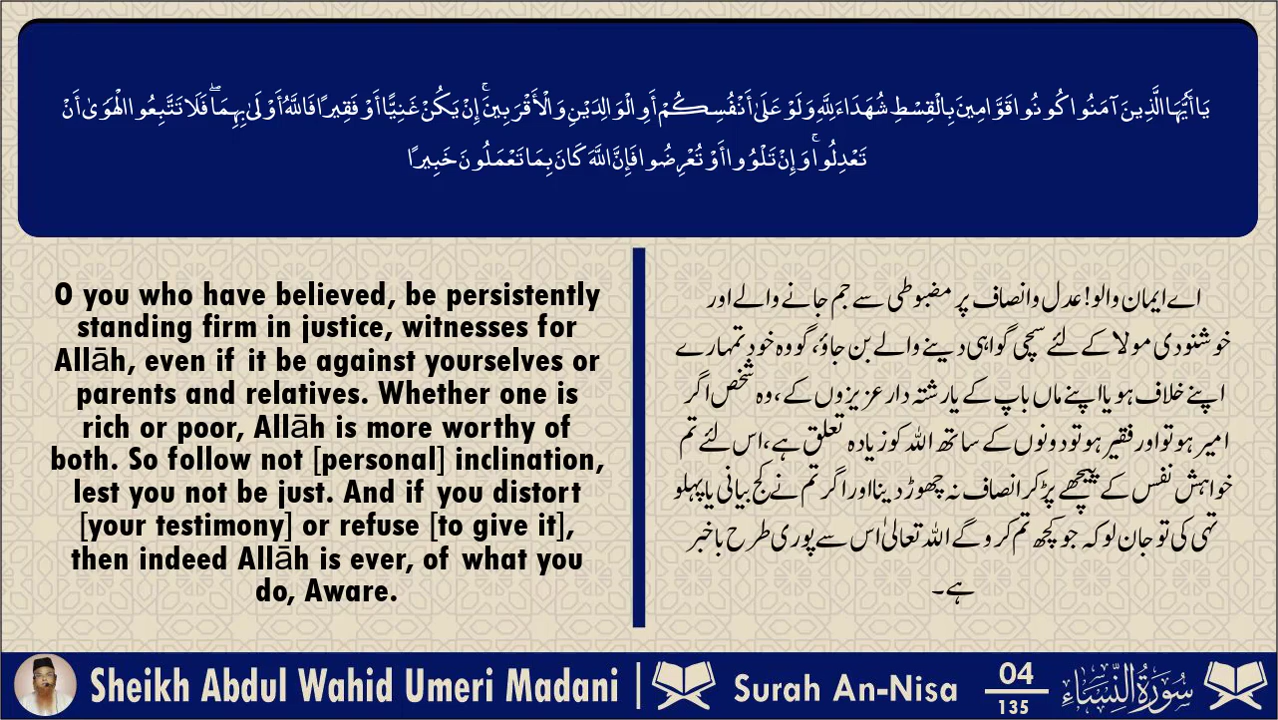 يَا أَيُّهَا الَّذِينَ آمَنُوا كُونُوا قَوَّامِينَ بِالْقِسْطِ شُهَدَاءَ لِلَّهِ وَلَوْ عَلَىٰ أَنْفُسِكُمْ أَوِ الْوَالِدَيْنِ وَالْأَقْرَبِينَ ۚ إِنْ يَكُنْ غَنِيًّا أَوْ فَقِيرًا فَاللَّهُ أَوْلَىٰ بِهِمَا ۖ فَلَا تَتَّبِعُوا الْهَوَىٰ أَنْ
تَعْدِلُوا ۚ وَإِنْ تَلْوُوا أَوْ تُعْرِضُوا فَإِنَّ اللَّهَ كَانَ بِمَا تَعْمَلُونَ خَبِيرًا
O you who have believed, be persistently
standing firm in justice, witnesses for
Allāh, even if it be against yourselves or
parents and relatives. Whether one is
rich or poor, Allāh is more worthy of
both. So follow not [personal] inclination,
lest you not be just. And if you distort
[your testimony] or refuse [to give it],
then indeed Allāh is ever, of what you
do, Aware.
اے ایمان والو! عدل وانصاف پر مضبوطی سے جم جانے والے اور
خوشنودی مولا کے لئے سچی گواہی دینے والے بن جاؤ، گو وہ خود تمہارے
اپنے خلاف ہو یا اپنے ماں باپ کے یا رشتہ دار عزیزوں کے، وه شخص اگر
امیر ہو تو اور فقیر ہو تو دونوں کے ساتھ اللہ کو زیاده تعلق ہے، اس لئے تم
خواہش نفس کے پیچھے پڑ کر انصاف نہ چھوڑ دینا اور اگر تم نے کج بیانی یا پہلو
تہی کی تو جان لو کہ جو کچھ تم کرو گے اللہ تعالیٰ اس سے پوری طرح باخبر
ہے۔
Sheikh Abdul Wahid Umeri Madani |
Surah An-Nisa
04
135
سُورَةُ النِّسَاء